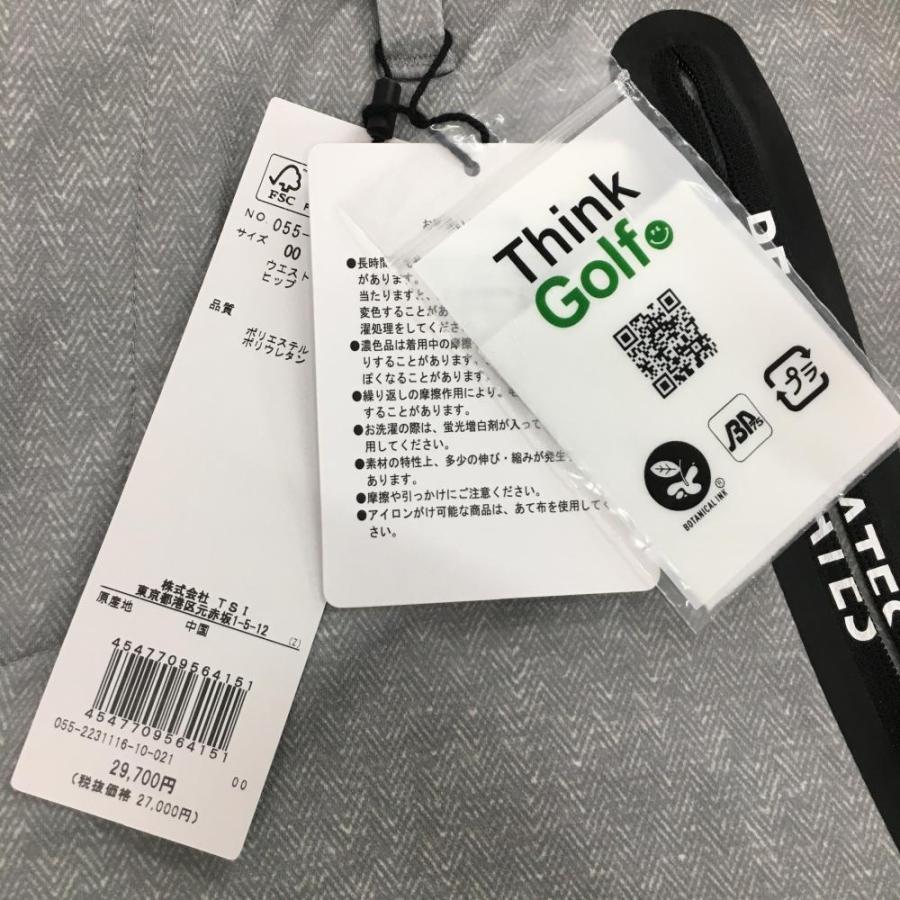 FSC
NO. 055-
サイズ 00
ウエスト
ヒップ
品質
ポリエステル
ポリウレタン
株式会社 TSI
東京都港区元赤坂1-5-12
原産地
中国
(Z)
4547709564151
4547709564151
055-2231116-10-021
00
29,700円
(税抜価格 27,000円)
●長時間
があります。
当たりますと、
変色することが
濯処理をしてくださ
●濃色品は着用中の摩擦
りすることがあります。
ぽくなることがあります。
●繰り返しの摩擦作用により。
することがあります。
●お洗濯の際は、蛍光増白剤が入って
用してください。
●素材の特性上、多少の伸び・縮みが発生
あります。
●摩擦や引っかけにご注意ください。
●アイロンがけ可能な商品は、あて布を使用してく
さい。
Think
Golf
プラ
BP
75
BOTANICAL INK®
ATES